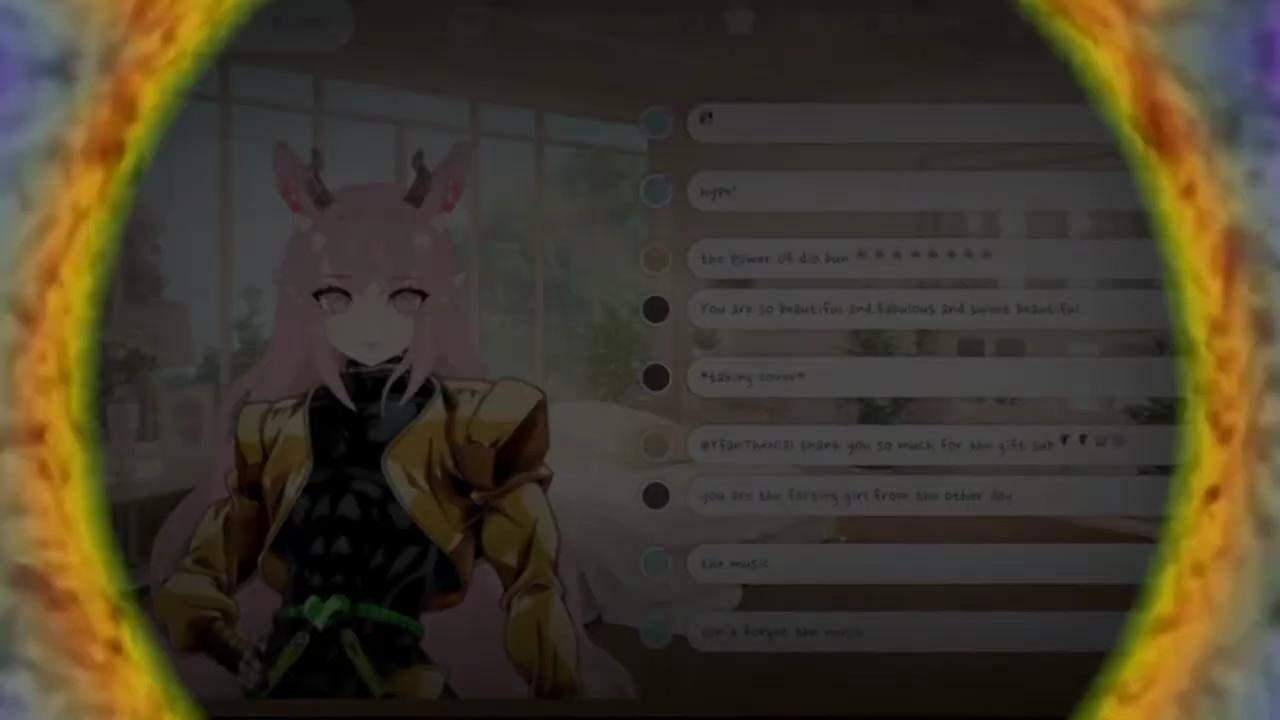 hype!
the power of dio bun
You are so beautiful and fabulous and sweet beautiful
*taking cover*
thank you so much for the gift sub
you are the farting girl from the other day
the music
don't forget the music